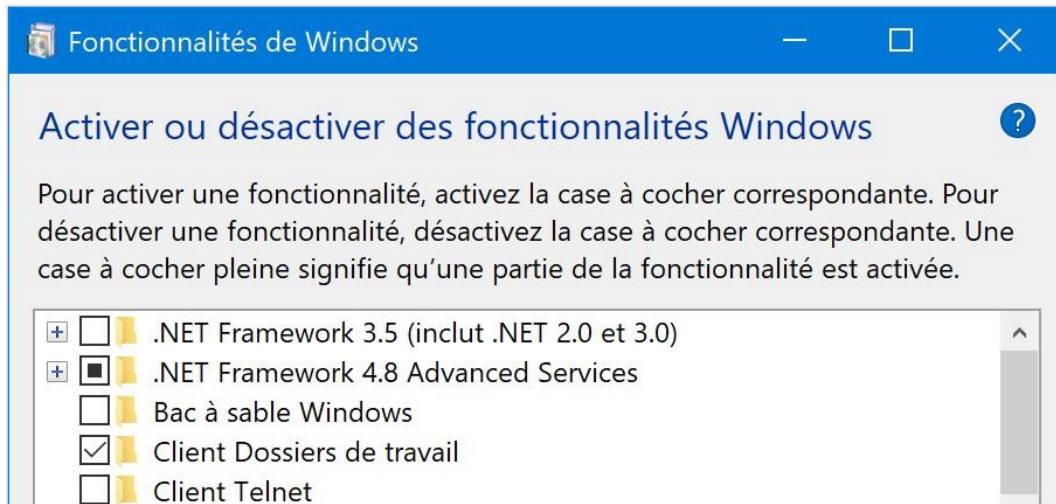 Fonctionnalités de Windows
Activer ou désactiver des fonctionnalités Windows
?
Pour activer une fonctionnalité, activez la case à cocher correspondante. Pour
désactiver une fonctionnalité, désactivez la case à cocher correspondante. Une
case à cocher pleine signifie qu’une partie de la fonctionnalité est activée.
.NET Framework 3.5 (inclut .NET 2.0 et 3.0)
.NET Framework 4.8 Advanced Services
Bac à sable Windows
Client Dossiers de travail
Client Telnet